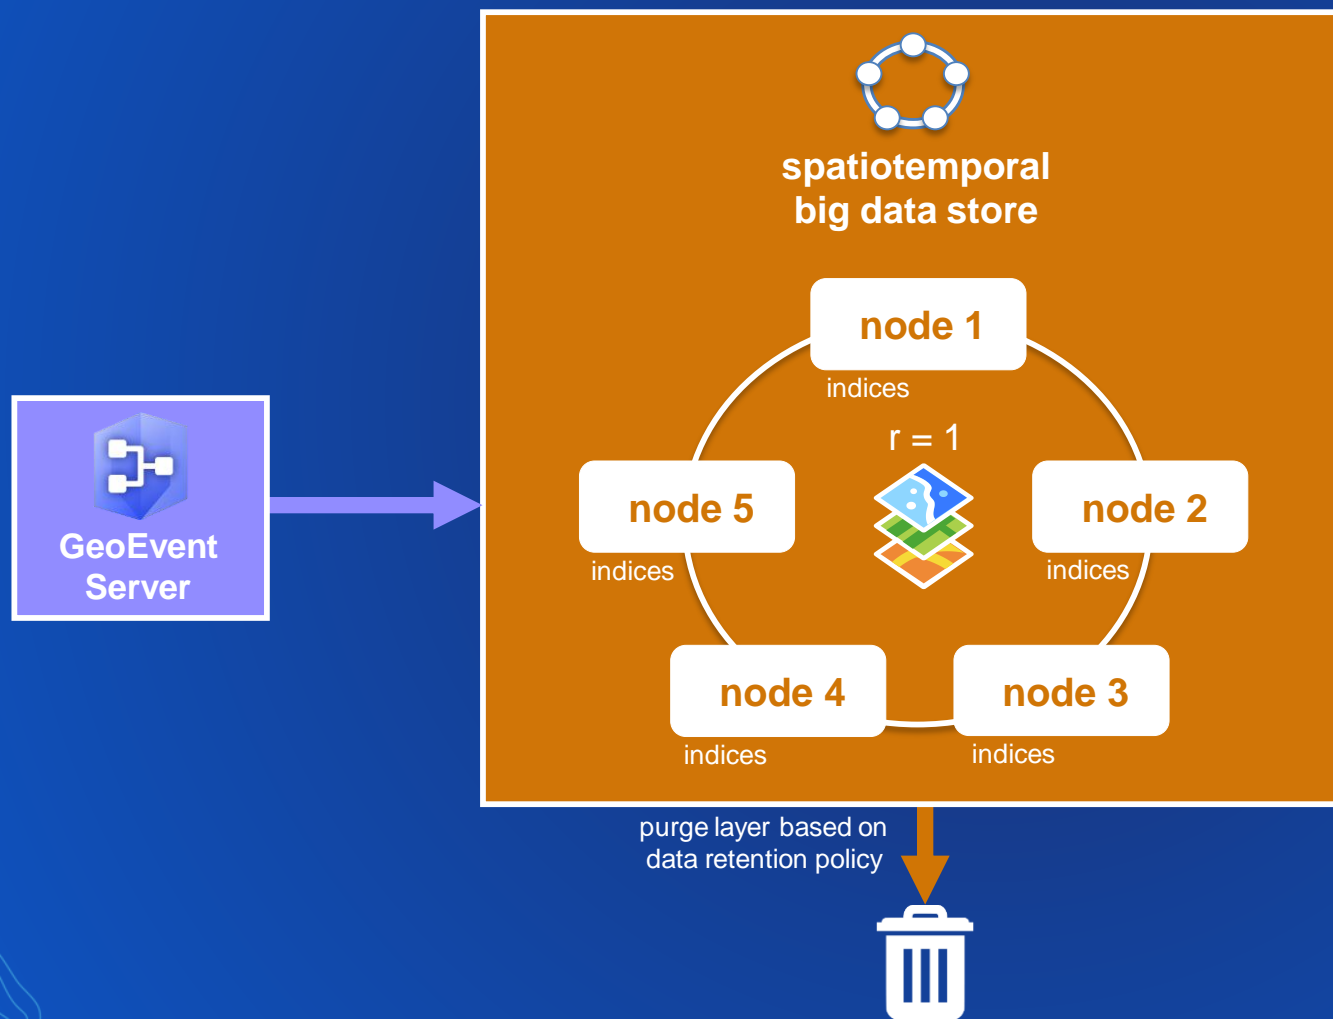 spatiotemporal
big data store
node 1
indices
r = 1
node 5
indices
node 2
indices
GeoEvent
Server
node 4
indices
node 3
indices
purge layer based on
data retention policy